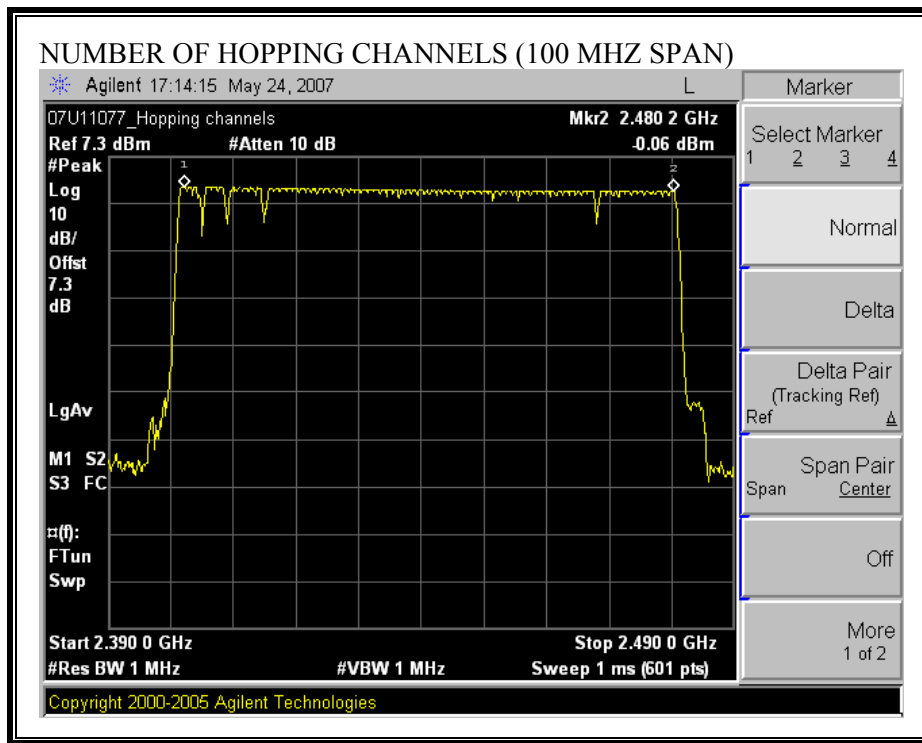 NUMBER OF HOPPING CHANNELS (100 MHZ SPAN)
Agilent 17:14:15 May 24, 2007 L
07U11077_Hopping channels Mkr2 2.480 2 GHz
Ref 7.3 dBm #Atten 10 dB -0.06 dBm
#Peak
Log
10
dB/
Offst
7.3
dB
LgAv
M1 S2
S3 FC
¤(f):
FTun
Swp
1
2
Start 2.390 0 GHz Stop 2.490 0 GHz
#Res BW 1 MHz #VBW 1 MHz Sweep 1 ms (601 pts)
Copyright 2000-2005 Agilent Technologies
Marker
Select Marker
1 2 3 4
Normal
Delta
Delta Pair
(Tracking Ref)
Ref Δ
Span Pair
Span Center
Off
More
1 of 2